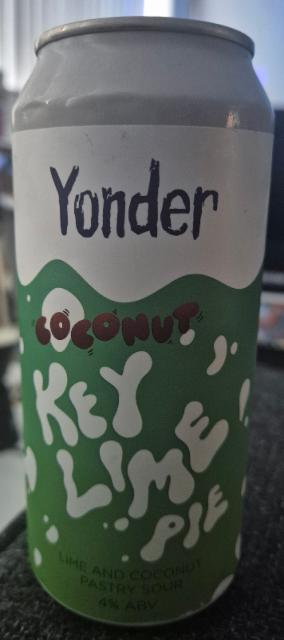 Yonder
COCONUT
KEY
LIME
PIE
LIME AND COCONUT
PASTRY SOUR
4% ABV